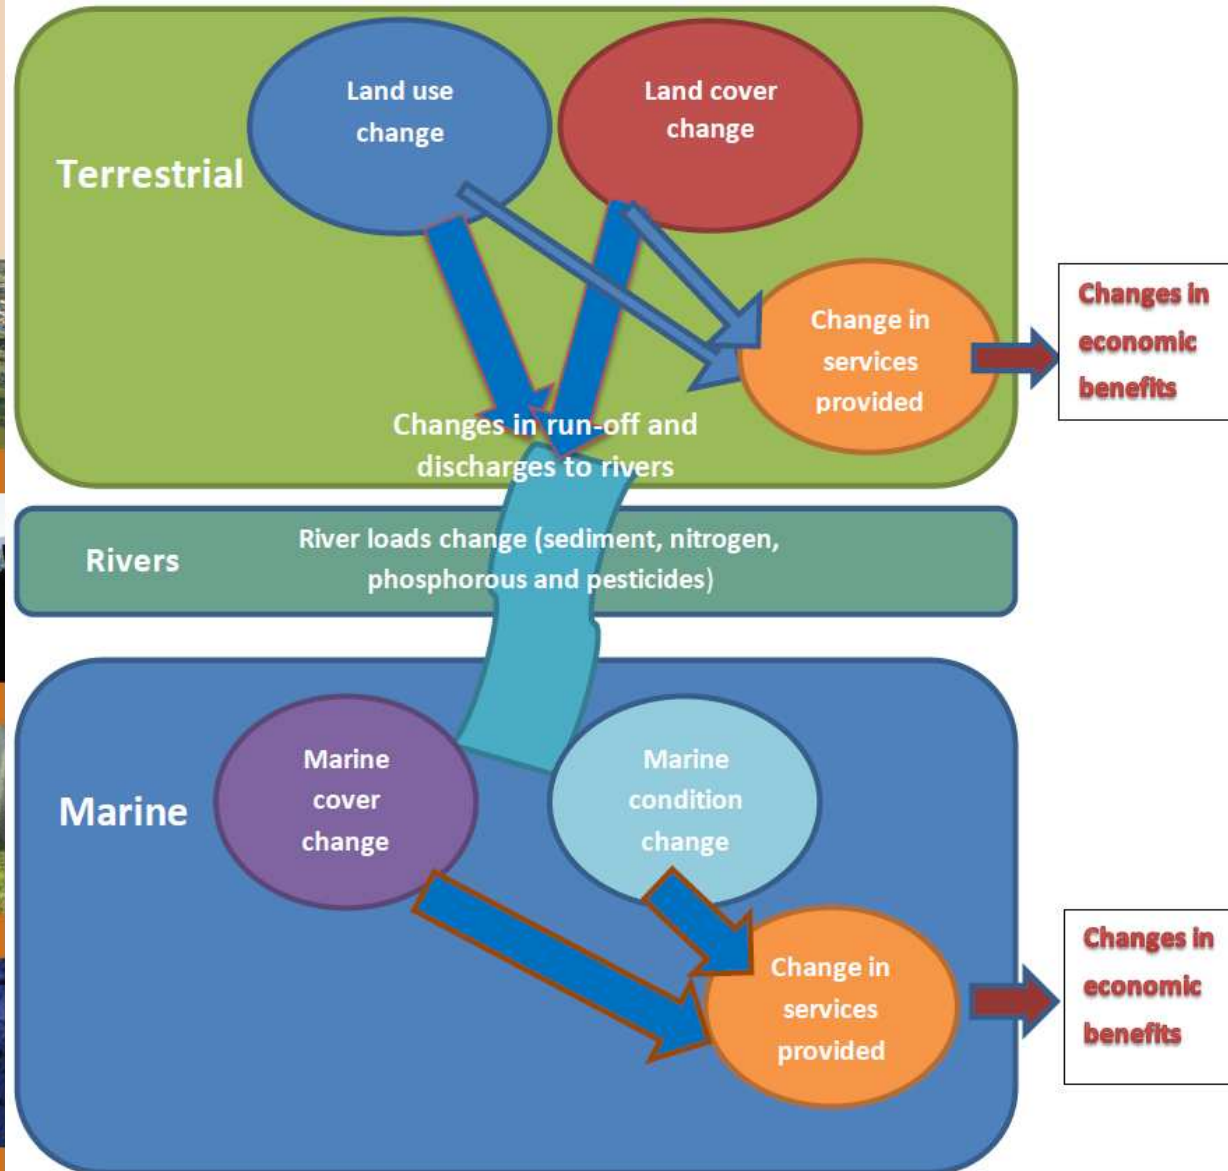 Land use
change
Land cover
change
Terrestrial
Change in
services
provided
Changes in
economic
benefits
Changes in run-off and
discharges to rivers
Rivers
River loads change (sediment, nitrogen,
phosphorous and pesticides)
Marine
Marine
cover
change
Marine
condition
change
Change in
services
provided
Changes in
economic
benefits